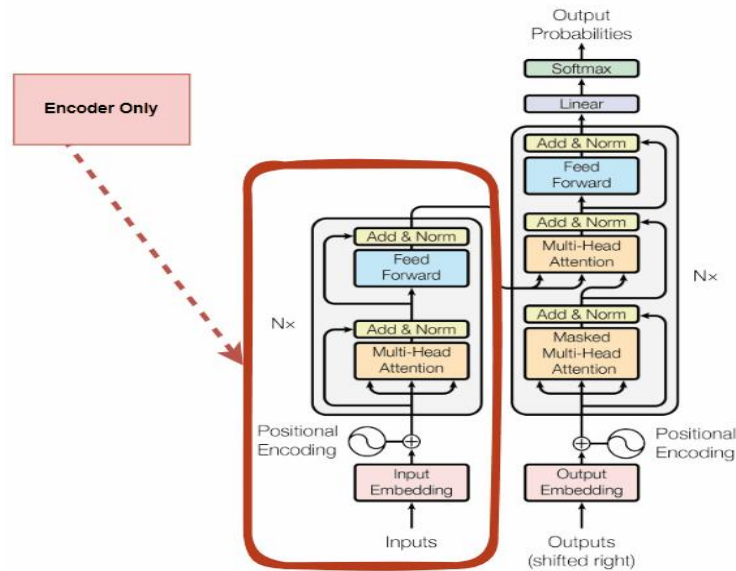 Encoder Only
Output
Probabilities
Softmax
Linear
Add & Norm
Feed
Forward
Add & Norm
Multi-Head
Attention
Nx
Add & Norm
Masked
Multi-Head
Attention
Positional
Encoding
Output
Embedding
Outputs
(shifted right)
Add & Norm
Feed
Forward
Nx
Add & Norm
Multi-Head
Attention
Positional
Encoding
Input
Embedding
Inputs